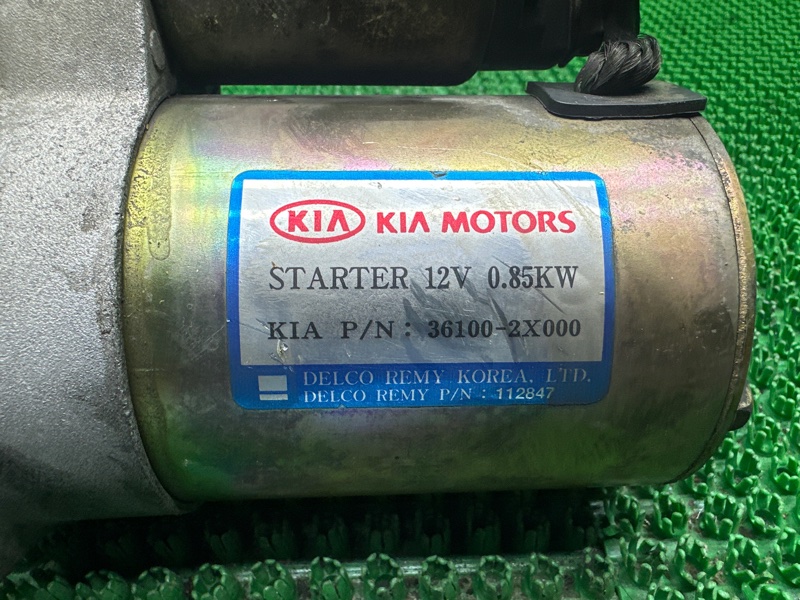 KIA KIA MOTORS
STARTER 12V 0.85KW
KIA P/N: 36100-2X000
DELCO REMY KOREA. LTD.
DELCO REMY P/N : 112847